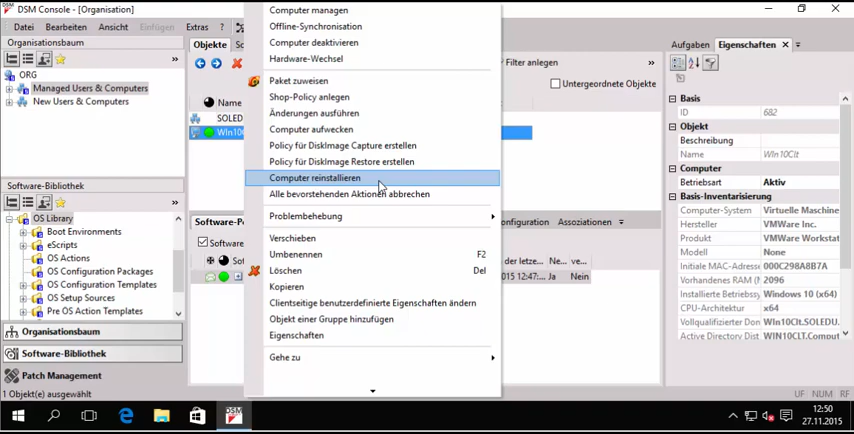 DSM Console - [Organisation]
Datei Bearbeiten Ansicht Einfügen Extras ?
Organisationsbaum
»
ORG
Managed Users & Computers
New Users & Computers
Software-Bibliothek
»
OS Library
Boot Environments
eScripts
OS Actions
OS Configuration Packages
OS Configuration Templates
OS Setup Sources
Pre OS Action Templates
Organisationsbaum
Software-Bibliothek
Patch Management
1 Objekt(e) ausgewählt
Objekte
Name
SOLED
Win10C
Software-Po
Software
Computer managen
Offline-Synchronisation
Computer deaktivieren
Hardware-Wechsel
Paket zuweisen
Shop-Policy anlegen
Änderungen ausführen
Computer aufwecken
Policy für DiskImage Capture erstellen
Policy für DiskImage Restore erstellen
Computer reinstallieren
Alle bevorstehenden Aktionen abbrechen
Problembehebung
Verschieben
Umbenennen F2
Löschen Del
Kopieren
Clientseitige benutzerdefinierte Eigenschaften ändern
Objekt einer Gruppe hinzufügen
Eigenschaften
Gehe zu
Filter anlegen »
Untergeordnete Objekte
onfiguration Assoziationen
der letze... Ne... ve...
2015 12:47:... Ja Nein
Aufgaben Eigenschaften
Basis
ID 682
Objekt
Beschreibung
Name WIn10Clt
Computer
Betriebsart Aktiv
Basis-Inventarisierung
Computer-System Virtuelle Maschine
Hersteller VMWare Inc.
Produkt VMWare Workstat
Modell None
Initiale MAC-Adresse 000C298A8B7A
Vorhandenes RAM (M 2096
Installierte Betriebssy Windows 10 (x64)
CPU-Architektur x64
Vollqualifizierter Dom WIn10Clt.SOLEDU.
Active Directory Dist WIN10CLT.Comput
UF NUM RF
DSM
12:50
27.11.2015